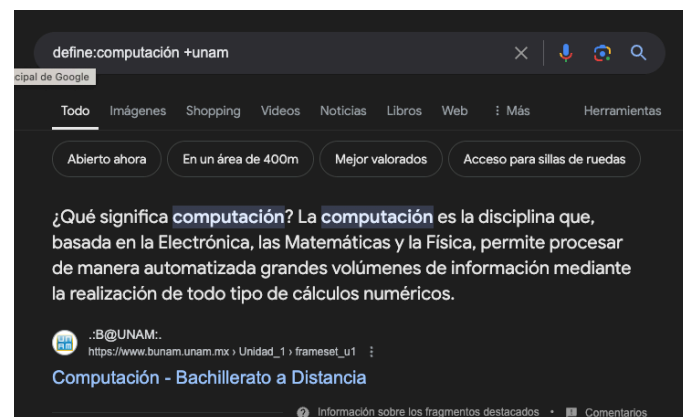 define:computación +unam
cipal de Google
Todo Imágenes Shopping Videos Noticias Libros Web Más Herramientas
Abierto ahora En un área de 400m Mejor valorados Acceso para sillas de ruedas
¿Qué significa computación? La computación es la disciplina que,
basada en la Electrónica, las Matemáticas y la Física, permite procesar
de manera automatizada grandes volúmenes de información mediante
la realización de todo tipo de cálculos numéricos.
.:B@UNAM:.
https://www.bunam.unam.mx › Unidad_1 › frameset_u1
Computación - Bachillerato a Distancia
Información sobre los fragmentos destacados • Comentarios